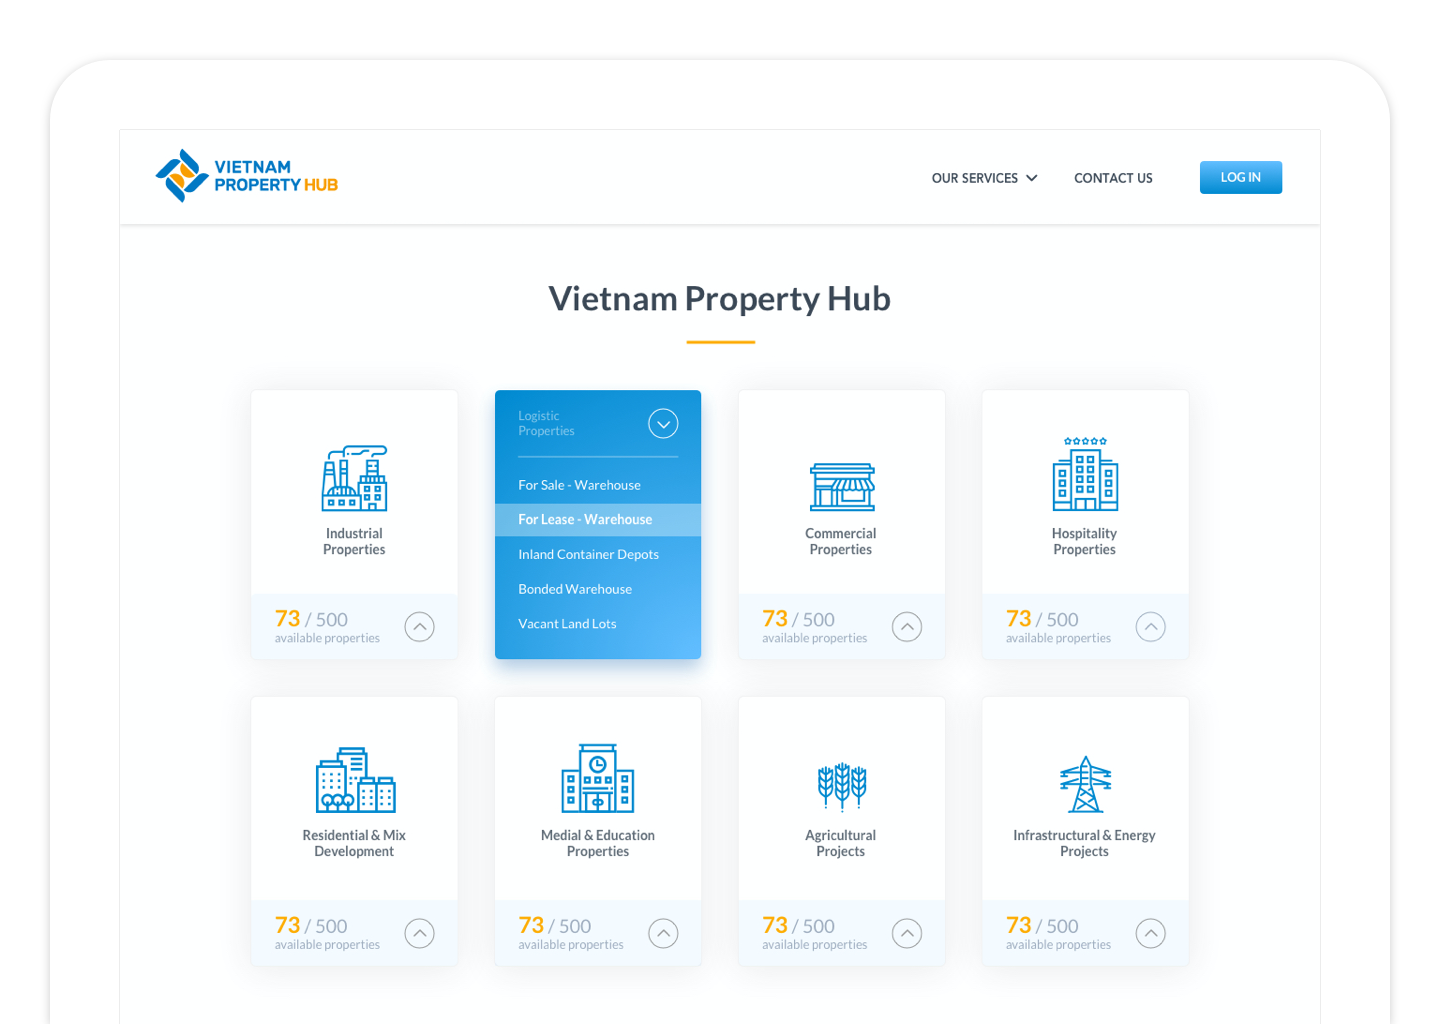 VIETNAM
PROPERTY HUB
OUR SERVICES
CONTACT US
LOG IN
Vietnam Property Hub
Industrial
Properties
73 / 500
available properties
Logistic
Properties
For Sale - Warehouse
For Lease - Warehouse
Inland Container Depots
Bonded Warehouse
Vacant Land Lots
Commercial
Properties
73 / 500
available properties
Hospitality
Properties
73 / 500
available properties
Residential & Mix
Development
73 / 500
available properties
Medial & Education
Properties
73 / 500
available properties
Agricultural
Projects
73 / 500
available properties
Infrastructural & Energy
Projects
73 / 500
available properties